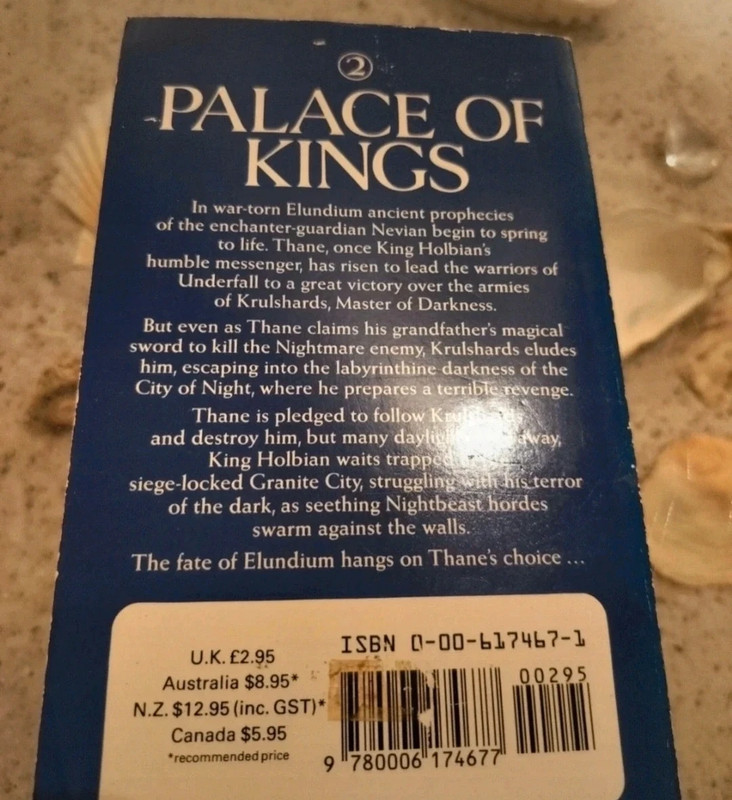 2
PALACE OF
KINGS
In war-torn Elundium ancient prophecies
of the enchanter-guardian Nevian begin to spring
to life. Thane, once King Holbian's
humble messenger, has risen to lead the warriors of
Underfall to a great victory over the armies
of Krulshards, Master of Darkness.
But even as Thane claims his grandfather's magical
sword to kill the Nightmare enemy, Krulshards eludes
him, escaping into the labyrinthine darkness of the
City of Night, where he prepares a terrible revenge.
Thane is pledged to follow Krulshards
and destroy him, but many away,
King Holbian waits trapped
siege-locked Granite City, struggling with his terror
of the dark, as seething Nightbeast hordes
swarm against the walls.
The fate of Elundium hangs on Thane's choice ...
U.K. £2.95
Australia $8.95*
N.Z. $12.95 (inc. GST)*
Canada $5.95
*recommended price
ISBN 0-00-617467-1
00295
9 780006 174677